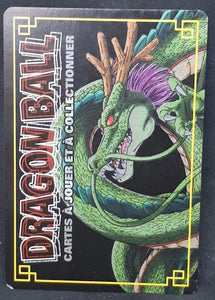 DRAGON BALL
CARTES À JOUER ET À COLLECTIONNER